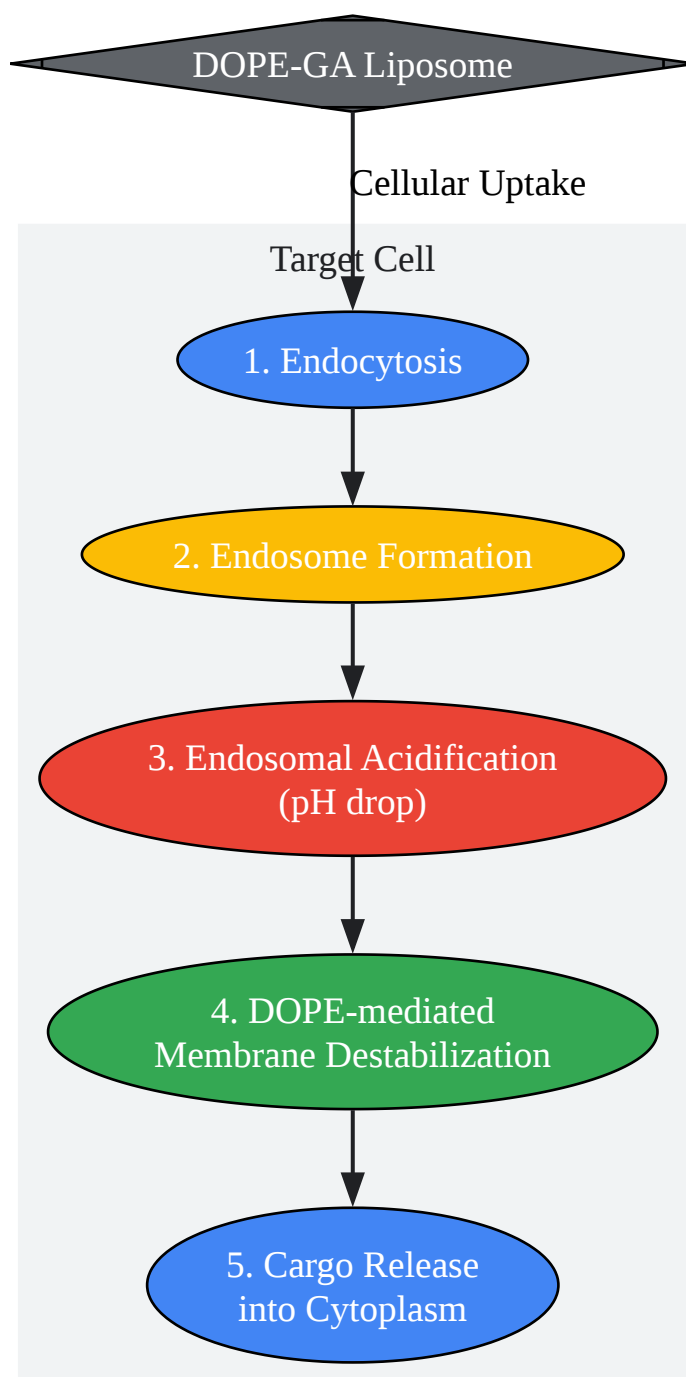 DOPE-GA Liposome
Cellular Uptake
Target Cell
1. Endocytosis
2. Endosome Formation
3. Endosomal Acidification
(pH drop)
4. DOPE-mediated
Membrane Destabilization
5. Cargo Release
into Cytoplasm